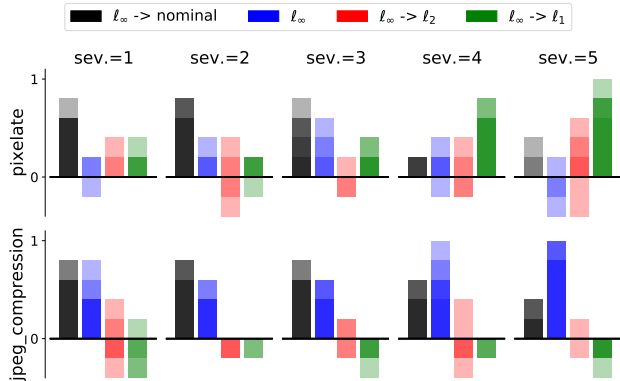 ℓ∞ -> nominal ℓ∞ ℓ∞ -> ℓ2 ℓ∞ -> ℓ1
sev.=1 sev.=2 sev.=3 sev.=4 sev.=5
pixelate
1
0
jpeg_compression
1
0